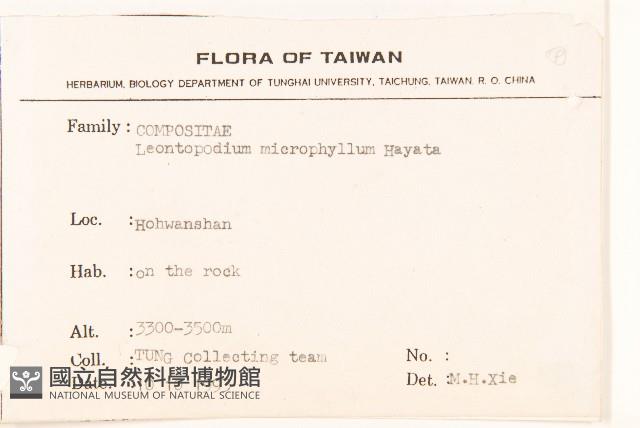 FLORA OF TAIWAN
HERBARIUM, BIOLOGY DEPARTMENT OF TUNGHAI UNIVERSITY, TAICHUNG, TAIWAN, R. O. CHINA
Family : COMPOSITAE
Leontopodium microphyllum Hayata
Loc. : Hohwanshan
Hab. : on the rock
Alt. : 3300-3500m
Coll. : TUNG Collecting team No. :
Date. : Det. : M.H.Xie
國立自然科學博物館
NATIONAL MUSEUM OF NATURAL SCIENCE